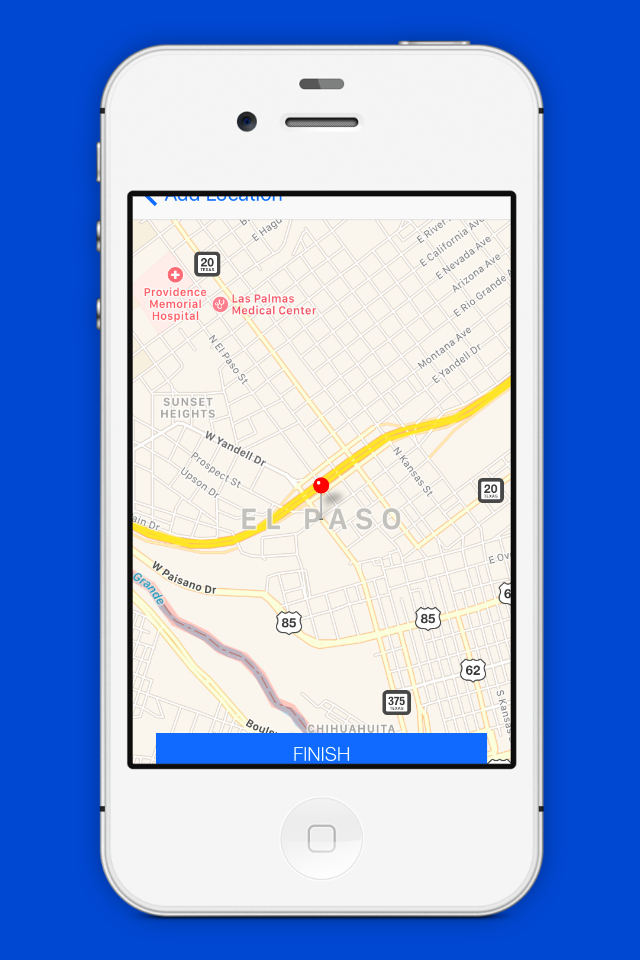 Add Location
E Hagu
E River
E California Ave
E Nevada Ave
Arizona Ave
E Rio Grande A
20
TEXAS
Providence
Memorial
Hospital
Las Palmas
Medical Center
N El Paso St
Montana Ave
E Yandell Dr
SUNSET
HEIGHTS
W Yandell Dr
Prospect St
Upson Dr
N Kansas St
20
TEXAS
EL PASO
ain Dr
E Ov
W Paisano Dr
Grande
85
85
6
62
375
TEXAS
S Kansas
Boule
CHIHUAHUITA
FINISH